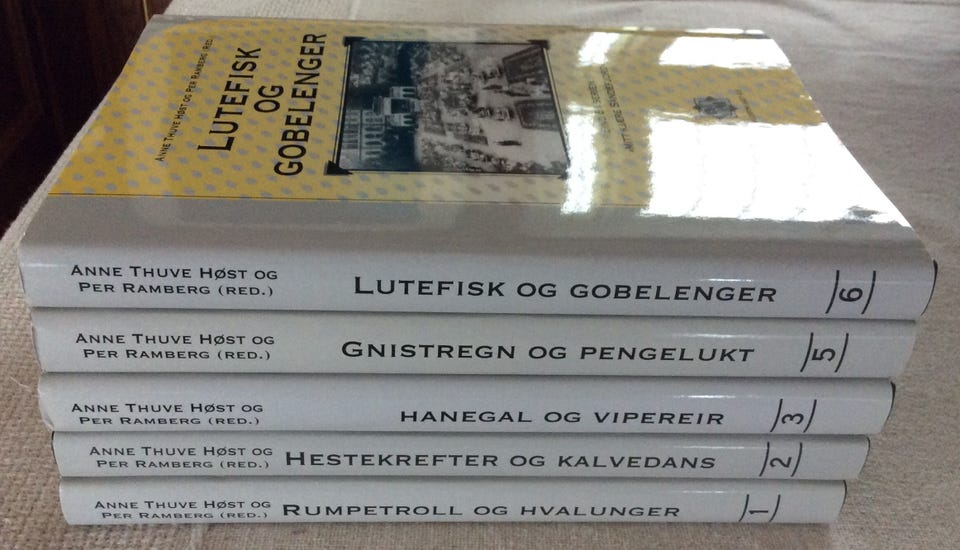 ANNE THUVE HØST OG PER RAMBERG (RED.)
LUTEFISK
OG
GOBELENGER
ANNE THUVE HØST OG
PER RAMBERG (RED.)
LUTEFISK OG GOBELENGER
6
ANNE THUVE HØST OG
PER RAMBERG (RED.)
GNISTREGN OG PENGELUKT
5
ANNE THUVE HØST OG
PER RAMBERG (RED.)
HANEGAL OG VIPEREIR
3
ANNE THUVE HØST OG
PER RAMBERG (RED.)
HESTEKREFTER OG KALVEDANS
2
ANNE THUVE HØST OG
PER RAMBERG (RED.)
RUMPETROLL OG HVALUNGER
1